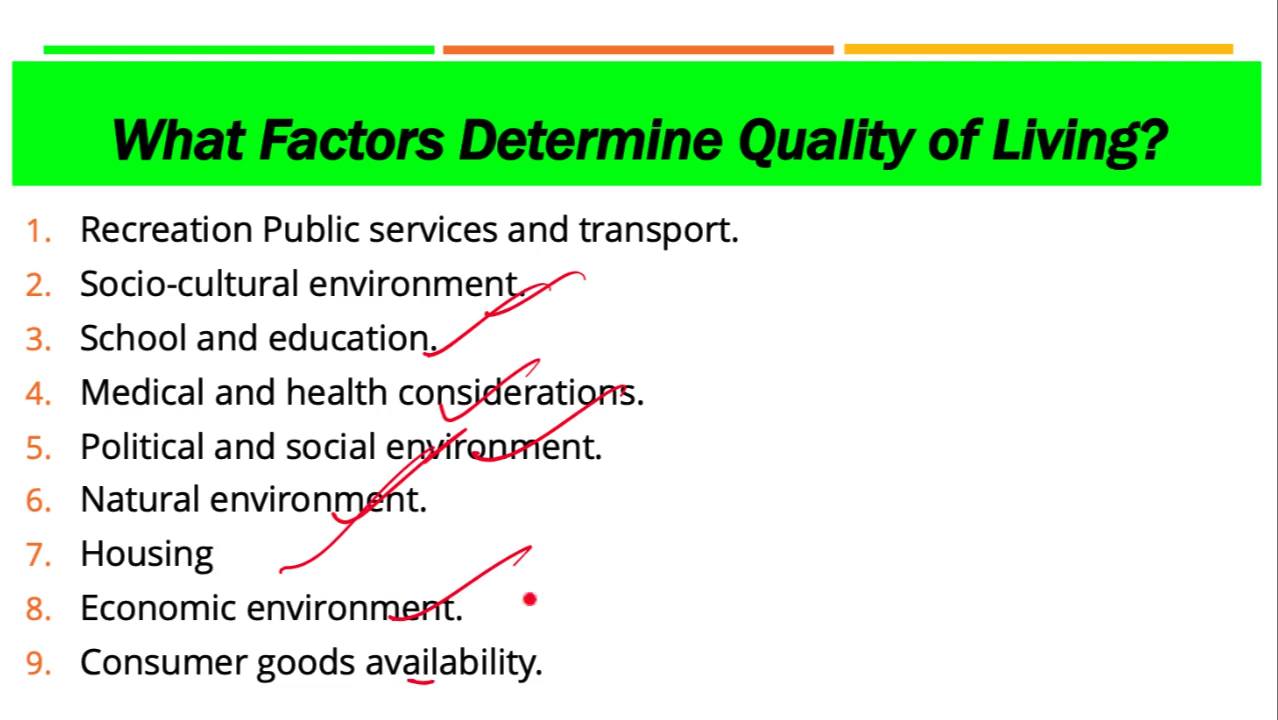 What Factors Determine Quality of Living?
1. Recreation Public services and transport.
2. Socio-cultural environment.
3. School and education.
4. Medical and health considerations.
5. Political and social environment.
6. Natural environment.
7. Housing
8. Economic environment.
9. Consumer goods availability.